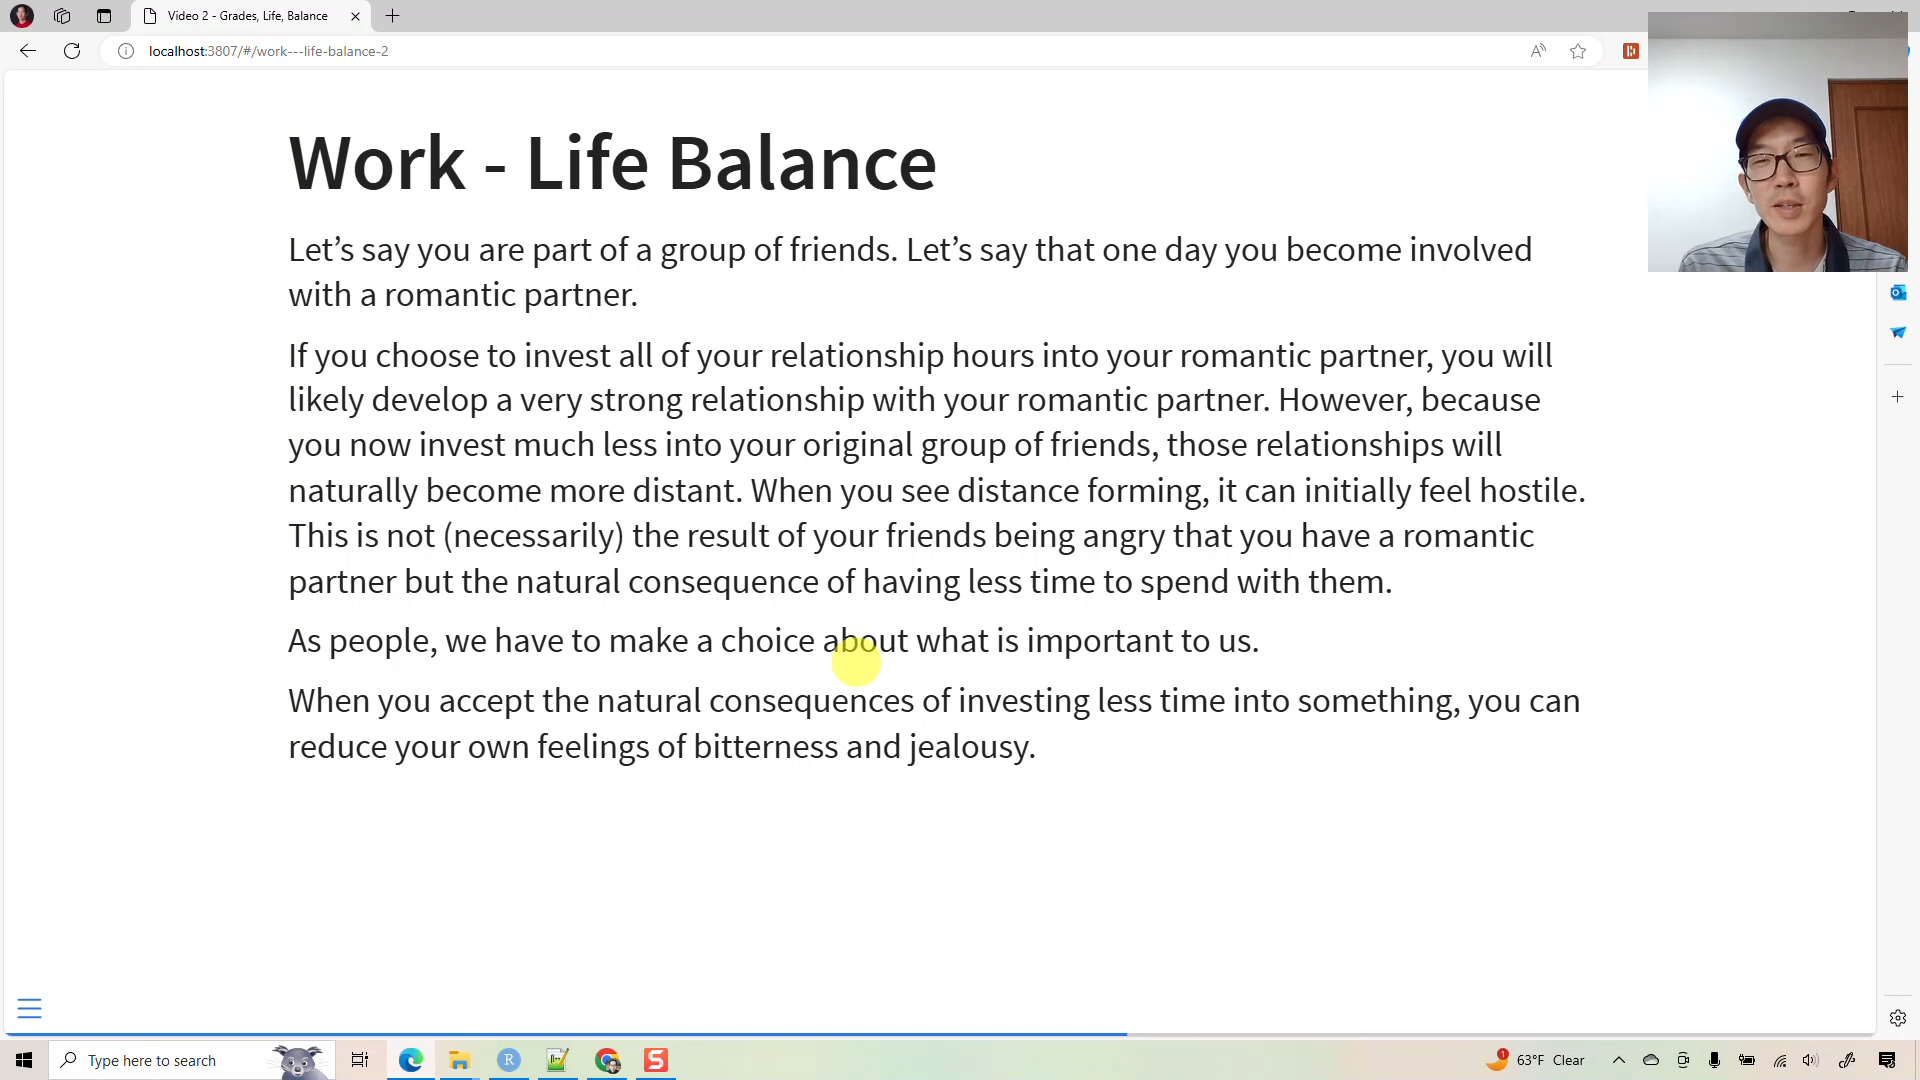 Video 2 - Grades, Life, Balance
localhost:3807/#/work---life-balance-2
Work - Life Balance
Let’s say you are part of a group of friends. Let’s say that one day you become involved
with a romantic partner.
If you choose to invest all of your relationship hours into your romantic partner, you will
likely develop a very strong relationship with your romantic partner. However, because
you now invest much less into your original group of friends, those relationships will
naturally become more distant. When you see distance forming, it can initially feel hostile.
This is not (necessarily) the result of your friends being angry that you have a romantic
partner but the natural consequence of having less time to spend with them.
As people, we have to make a choice about what is important to us.
When you accept the natural consequences of investing less time into something, you can
reduce your own feelings of bitterness and jealousy.
Type here to search
R
S
1
63°F Clear